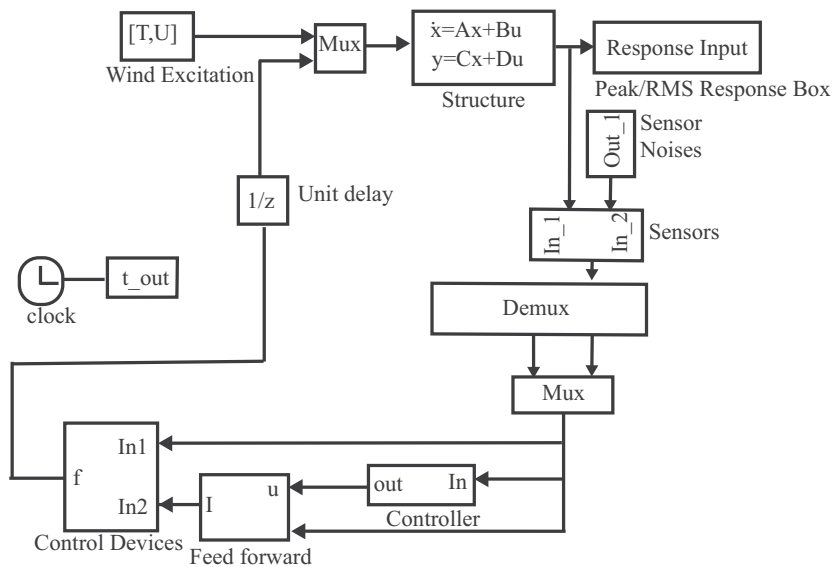 [T,U]
Wind Excitation
Mux
ẋ=Ax+Bu
y=Cx+Du
Structure
Response Input
Peak/RMS Response Box
Out_1
Sensor
Noises
1/z
Unit delay
In_1
In_2
Sensors
t_out
clock
Demux
Mux
In1
f
In2
Control Devices
u
I
Feed forward
out
In
Controller